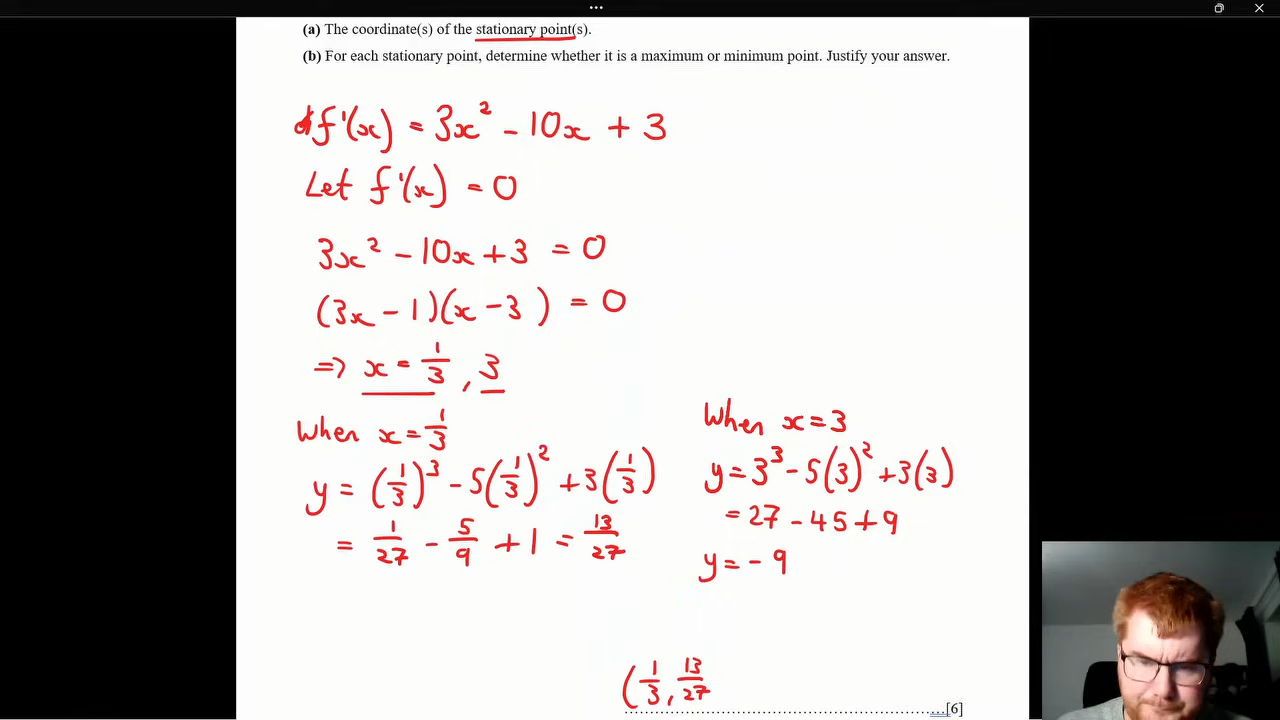 (a) The coordinate(s) of the stationary point(s).
(b) For each stationary point, determine whether it is a maximum or minimum point. Justify your answer.
f'(x) = 3x² - 10x + 3
Let f'(x) = 0
3x² - 10x + 3 = 0
(3x - 1)(x - 3) = 0
=> x = 1/3, 3
When x = 1/3
y = (1/3)³ - 5(1/3)² + 3(1/3)
= 1/27 - 5/9 + 1 = 13/27
When x = 3
y = 3³ - 5(3)² + 3(3)
= 27 - 45 + 9
y = -9
(1/3, 13/27
[6]